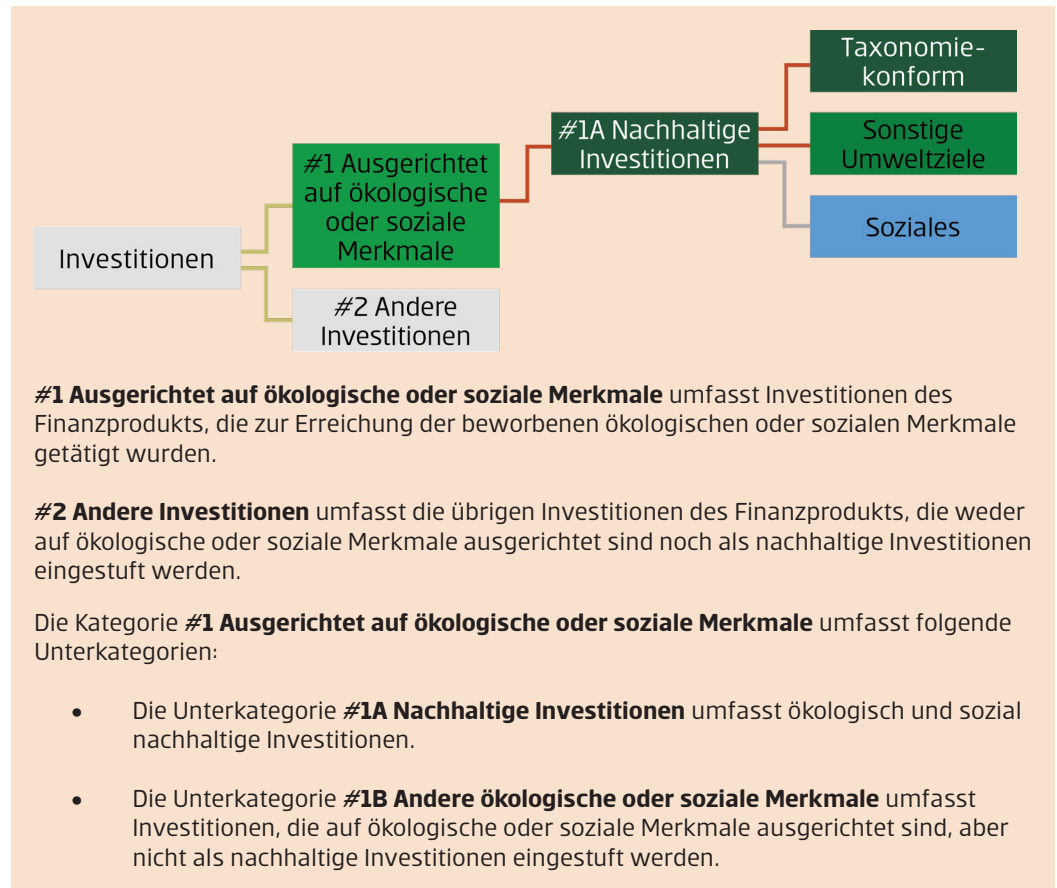 Taxonomie-
konform
#1A Nachhaltige
Investitionen
Sonstige
Umweltziele
#1 Ausgerichtet
auf ökologische
oder soziale
Merkmale
Soziales
Investitionen
#2 Andere
Investitionen
#1 Ausgerichtet auf ökologische oder soziale Merkmale umfasst Investitionen des
Finanzprodukts, die zur Erreichung der beworbenen ökologischen oder sozialen Merkmale
getätigt wurden.
#2 Andere Investitionen umfasst die übrigen Investitionen des Finanzprodukts, die weder
auf ökologische oder soziale Merkmale ausgerichtet sind noch als nachhaltige Investitionen
eingestuft werden.
Die Kategorie #1 Ausgerichtet auf ökologische oder soziale Merkmale umfasst folgende
Unterkategorien:
• Die Unterkategorie #1A Nachhaltige Investitionen umfasst ökologisch und sozial
nachhaltige Investitionen.
• Die Unterkategorie #1B Andere ökologische oder soziale Merkmale umfasst
Investitionen, die auf ökologische oder soziale Merkmale ausgerichtet sind, aber
nicht als nachhaltige Investitionen eingestuft werden.